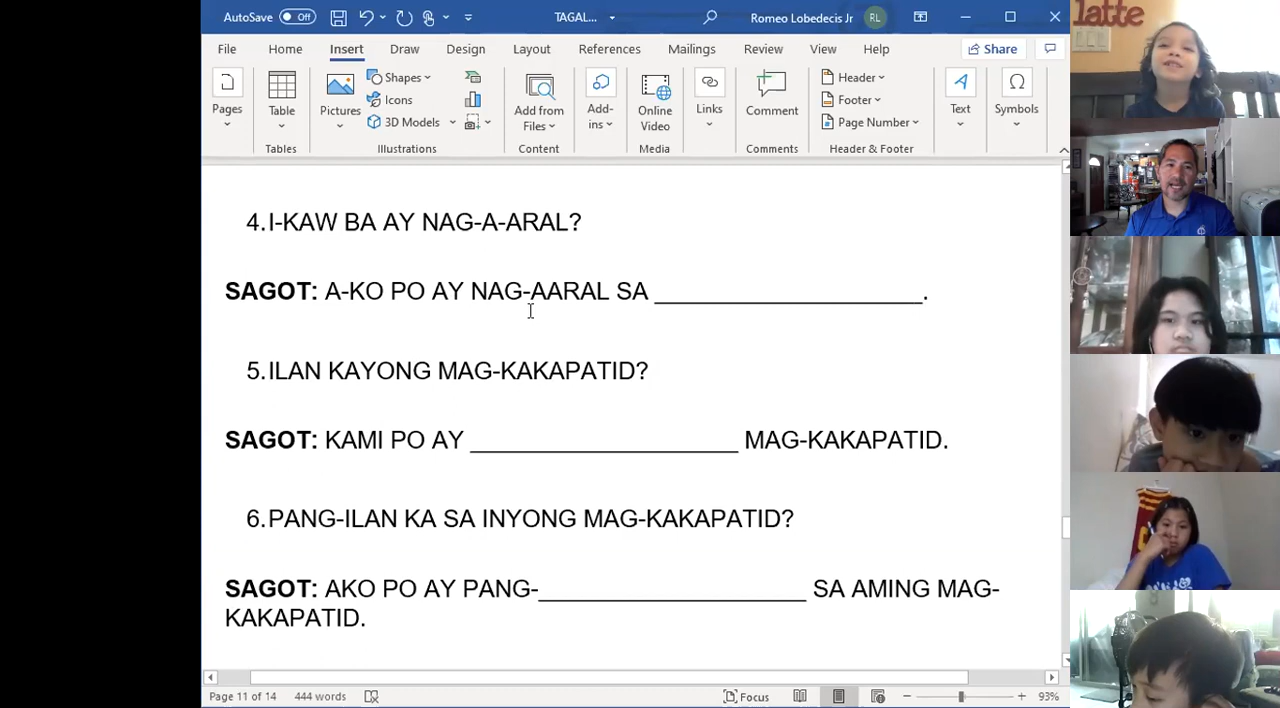 AutoSave Off TAGAL... Romeo Lobedecis Jr RL
File Home Insert Draw Design Layout References Mailings Review View Help Share
Pages Table Pictures Shapes Icons 3D Models Add from Files Add-ins Online Video Links Comment Header Footer Page Number Text Symbols
Tables Illustrations Content Media Comments Header & Footer
4. I-KAW BA AY NAG-A-ARAL?
SAGOT: A-KO PO AY NAG-AARAL SA ____________________.
5. ILAN KAYONG MAG-KAKAPATID?
SAGOT: KAMI PO AY ____________________ MAG-KAKAPATID.
6. PANG-ILAN KA SA INYONG MAG-KAKAPATID?
SAGOT: AKO PO AY PANG-____________________ SA AMING MAG-
KAKAPATID.
Page 11 of 14 444 words Focus 93%
latte